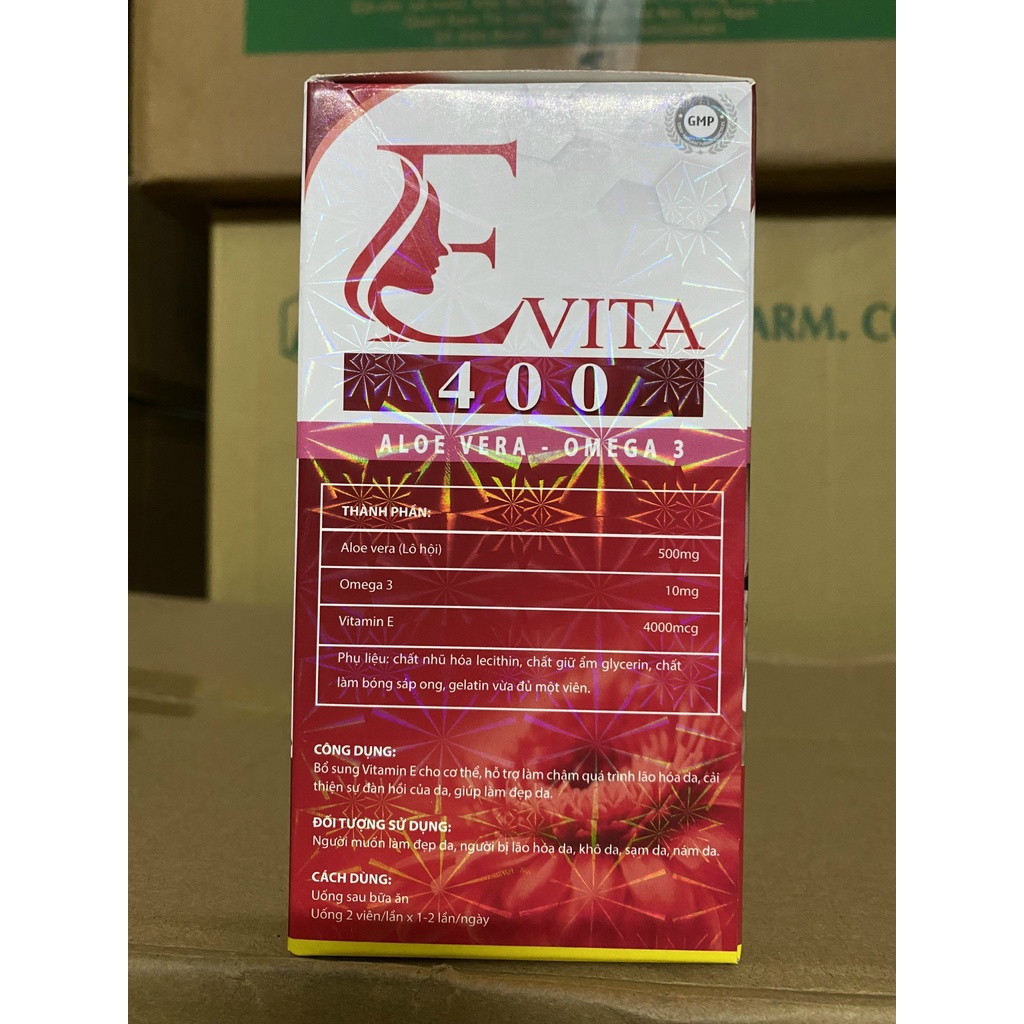 GMP
EVITA
400
ALOE VERA - OMEGA 3
THÀNH PHẦN:
Aloe vera (Lô hội) 500mg
Omega 3 10mg
Vitamin E 4000mcg
Phụ liệu: chất nhũ hóa lecithin, chất giữ ẩm glycerin, chất
làm bóng sáp ong, gelatin vừa đủ một viên.
CÔNG DỤNG:
Bổ sung Vitamin E cho cơ thể, hỗ trợ làm chậm quá trình lão hóa da, cải
thiện sự đàn hồi của da, giúp làm đẹp da.
ĐỐI TƯỢNG SỬ DỤNG:
Người muốn làm đẹp da, người bị lão hòa da, khô da, sạm da, nám da.
CÁCH DÙNG:
Uống sau bữa ăn
Uống 2 viên/lần x 1-2 lần/ngày
ARM. CO